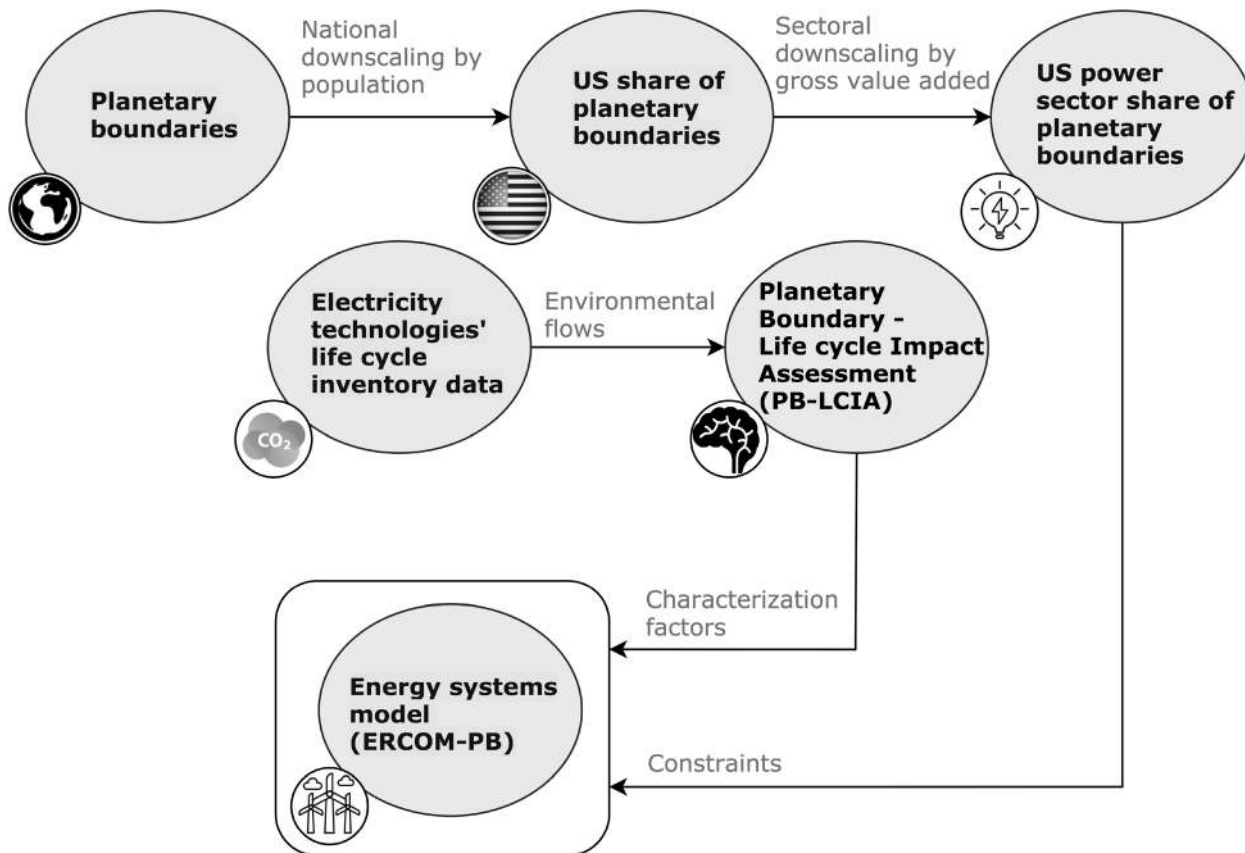 Planetary
boundaries
National
downscaling by
population
US share of
planetary
boundaries
Sectoral
downscaling by
gross value added
US power
sector share of
planetary
boundaries
Electricity
technologies'
life cycle
inventory data
CO₂
Environmental
flows
Planetary
Boundary -
Life cycle Impact
Assessment
(PB-LCIA)
Characterization
factors
Energy systems
model
(ERCOM-PB)
Constraints